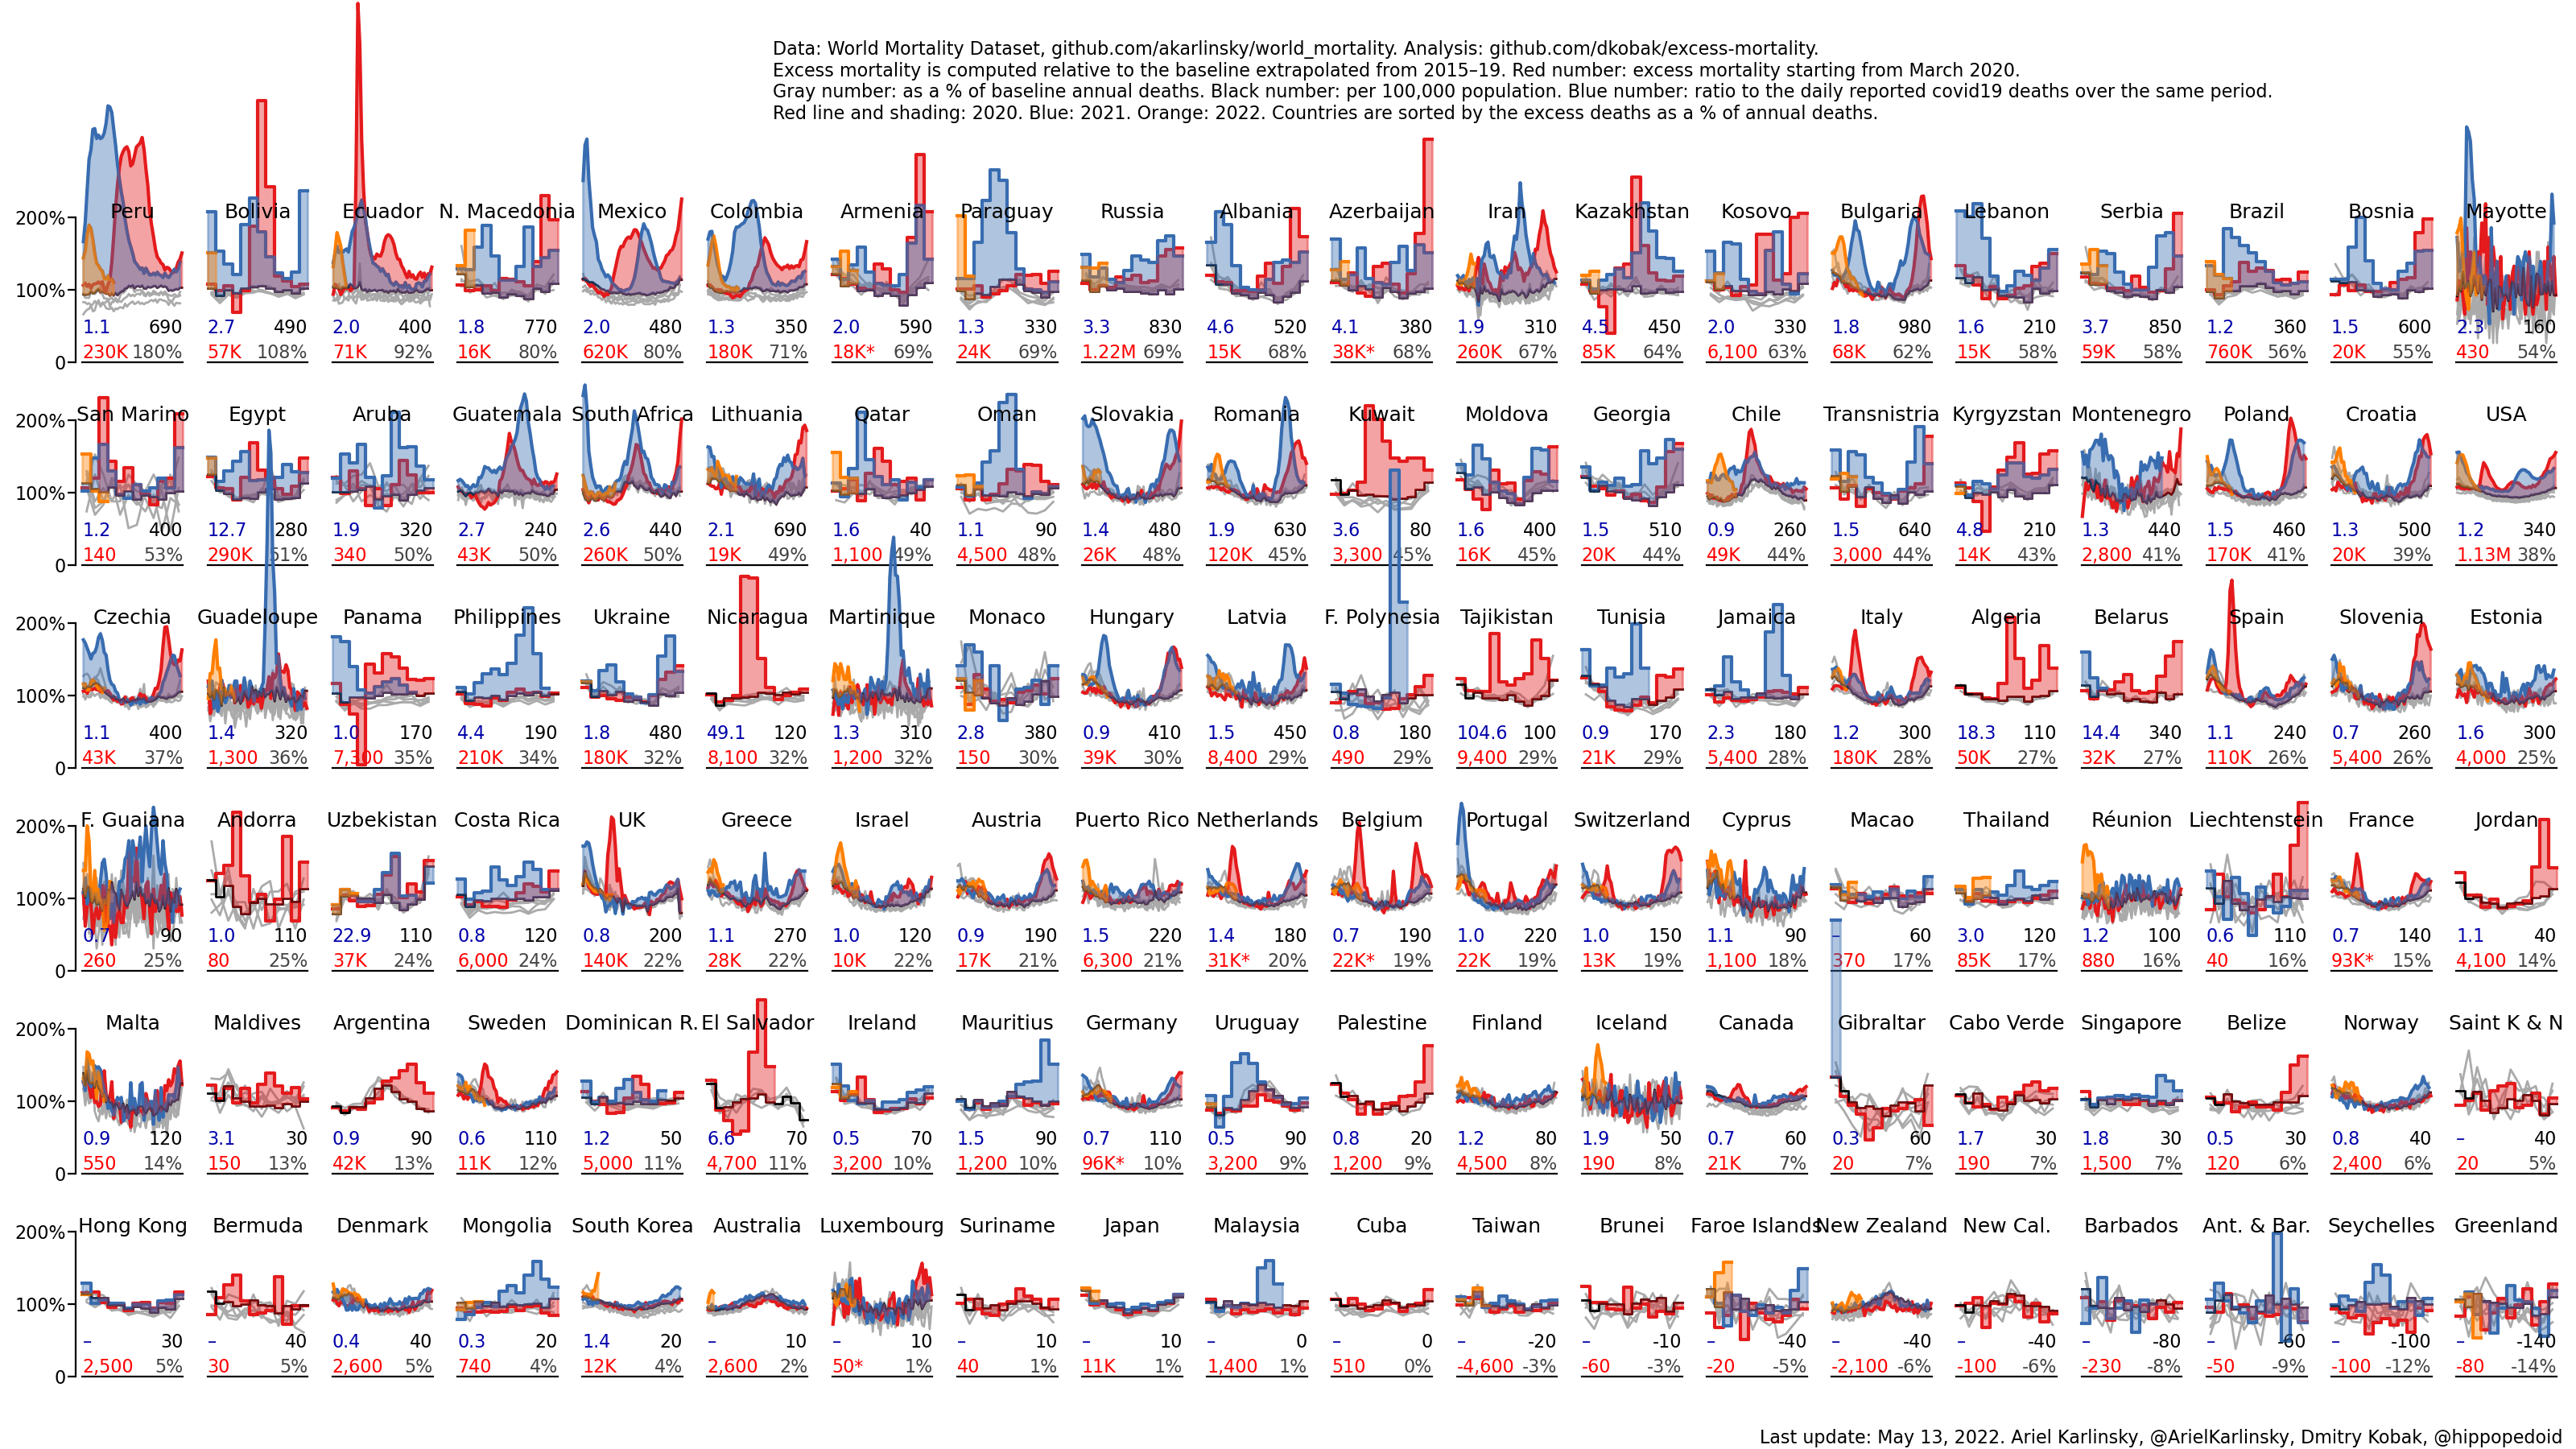 Data: World Mortality Dataset, github.com/akarlinsky/world_mortality. Analysis: github.com/dkobak/excess-mortality.
Excess mortality is computed relative to the baseline extrapolated from 2015–19. Red number: excess mortality starting from March 2020.
Gray number: as a % of baseline annual deaths. Black number: per 100,000 population. Blue number: ratio to the daily reported covid19 deaths over the same period.
Red line and shading: 2020. Blue: 2021. Orange: 2022. Countries are sorted by the excess deaths as a % of annual deaths.
200% Peru Bolivia Ecuador N. Macedonia Mexico Colombia Armenia Paraguay Russia Albania Azerbaijan Iran Kazakhstan Kosovo Bulgaria Lebanon Serbia Brazil Bosnia Mayotte
100%
1.1 690 2.7 490 2.0 400 1.8 770 2.0 480 1.3 350 2.0 590 1.3 330 3.3 830 4.6 520 4.1 380 1.9 310 4.5 450 2.0 330 1.8 980 1.6 210 3.7 850 1.2 360 1.5 600 2.3 160
0 230K 180% 57K 108% 71K 92% 16K 80% 620K 80% 180K 71% 18K* 69% 24K 69% 1.22M 69% 15K 68% 38K* 68% 260K 67% 85K 64% 6,100 63% 68K 62% 15K 58% 59K 58% 760K 56% 20K 55% 430 54%
200% San Marino Egypt Aruba Guatemala South Africa Lithuania Qatar Oman Slovakia Romania Kuwait Moldova Georgia Chile Transnistria Kyrgyzstan Montenegro Poland Croatia USA
100%
1.2 400 12.7 280 1.9 320 2.7 240 2.6 440 2.1 690 1.6 40 1.1 90 1.4 480 1.9 630 3.6 80 1.6 400 1.5 510 0.9 260 1.5 640 4.8 210 1.3 440 1.5 460 1.3 500 1.2 340
0 140 53% 290K 51% 340 50% 43K 50% 260K 50% 19K 49% 1,100 49% 4,500 48% 26K 48% 120K 45% 3,300 45% 16K 45% 20K 44% 49K 44% 3,000 44% 14K 43% 2,800 41% 170K 41% 20K 39% 1.13M 38%
200% Czechia Guadeloupe Panama Philippines Ukraine Nicaragua Martinique Monaco Hungary Latvia F. Polynesia Tajikistan Tunisia Jamaica Italy Algeria Belarus Spain Slovenia Estonia
100%
1.1 400 1.4 320 1.0 170 4.4 190 1.8 480 49.1 120 1.3 310 2.8 380 0.9 410 1.5 450 0.8 180 104.6 100 0.9 170 2.3 180 1.2 300 18.3 110 14.4 340 1.1 240 0.7 260 1.6 300
0 43K 37% 1,300 36% 7,300 35% 210K 34% 180K 32% 8,100 32% 1,200 32% 150 30% 39K 30% 8,400 29% 490 29% 9,400 29% 21K 29% 5,400 28% 180K 28% 50K 27% 32K 27% 110K 26% 5,400 26% 4,000 25%
200% F. Guaiana Andorra Uzbekistan Costa Rica UK Greece Israel Austria Puerto Rico Netherlands Belgium Portugal Switzerland Cyprus Macao Thailand Réunion Liechtenstein France Jordan
100%
0.7 90 1.0 110 22.9 110 0.8 120 0.8 200 1.1 270 1.0 120 0.9 190 1.5 220 1.4 180 0.7 190 1.0 220 1.0 150 1.1 90 – 60 3.0 120 1.2 100 0.6 110 0.7 140 1.1 40
0 260 25% 80 25% 37K 24% 6,000 24% 140K 22% 28K 22% 10K 22% 17K 21% 6,300 21% 31K* 20% 22K* 19% 22K 19% 13K 19% 1,100 18% 370 17% 85K 17% 880 16% 40 16% 93K* 15% 4,100 14%
200% Malta Maldives Argentina Sweden Dominican R. El Salvador Ireland Mauritius Germany Uruguay Palestine Finland Iceland Canada Gibraltar Cabo Verde Singapore Belize Norway Saint K & N
100%
0.9 120 3.1 30 0.9 90 0.6 110 1.2 50 6.6 70 0.5 70 1.5 90 0.7 110 0.5 90 0.8 20 1.2 80 1.9 50 0.7 60 0.3 60 1.7 30 1.8 30 0.5 30 0.8 40 – 40
0 550 14% 150 13% 42K 13% 11K 12% 5,000 11% 4,700 11% 3,200 10% 1,200 10% 96K* 10% 3,200 9% 1,200 9% 4,500 8% 190 8% 21K 7% 20 7% 190 7% 1,500 7% 120 6% 2,400 6% 20 5%
200% Hong Kong Bermuda Denmark Mongolia South Korea Australia Luxembourg Suriname Japan Malaysia Cuba Taiwan Brunei Faroe Islands New Zealand New Cal. Barbados Ant. & Bar. Seychelles Greenland
100%
– 30 – 40 0.4 40 0.3 20 1.4 20 – 10 – 10 – 10 – 10 – 0 – 0 – -20 – -10 – -40 – -40 – -40 – -80 – -60 – -100 – -140
0 2,500 5% 30 5% 2,600 5% 740 4% 12K 4% 2,600 2% 50* 1% 40 1% 11K 1% 1,400 1% 510 0% -4,600 -3% -60 -3% -20 -5% -2,100 -6% -100 -6% -230 -8% -50 -9% -100 -12% -80 -14%
Last update: May 13, 2022. Ariel Karlinsky, @ArielKarlinsky, Dmitry Kobak, @hippopedoid